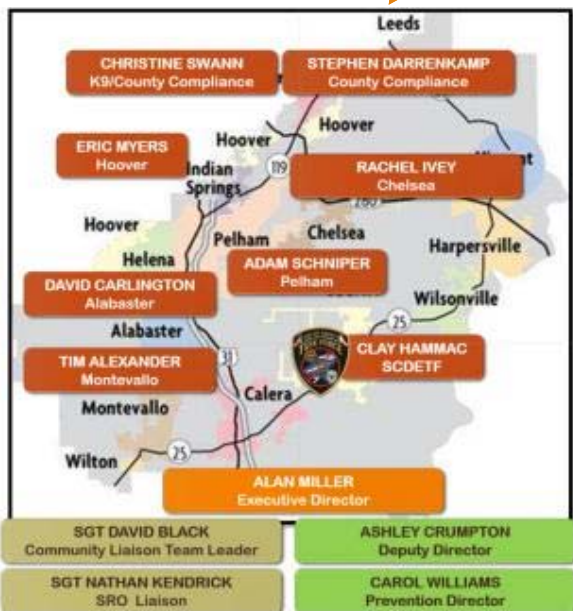 Leeds
CHRISTINE SWANN
K9/County Compliance
STEPHEN DARRENKAMP
County Compliance
ERIC MYERS
Hoover
Hoover
Hoover
119
Indian
Springs
RACHEL IVEY
Chelsea
280
Hoover
Pelham
Chelsea
Harpersville
Helena
ADAM SCHNIPER
Pelham
DAVID CARLINGTON
Alabaster
Wilsonville
25
Alabaster
CLAY HAMMAC
SCDETF
TIM ALEXANDER
Montevallo
31
Calera
Montevallo
25
Wilton
ALAN MILLER
Executive Director
SGT DAVID BLACK
Community Liaison Team Leader
ASHLEY CRUMPTON
Deputy Director
SGT NATHAN KENDRICK
SRO Liaison
CAROL WILLIAMS
Prevention Director